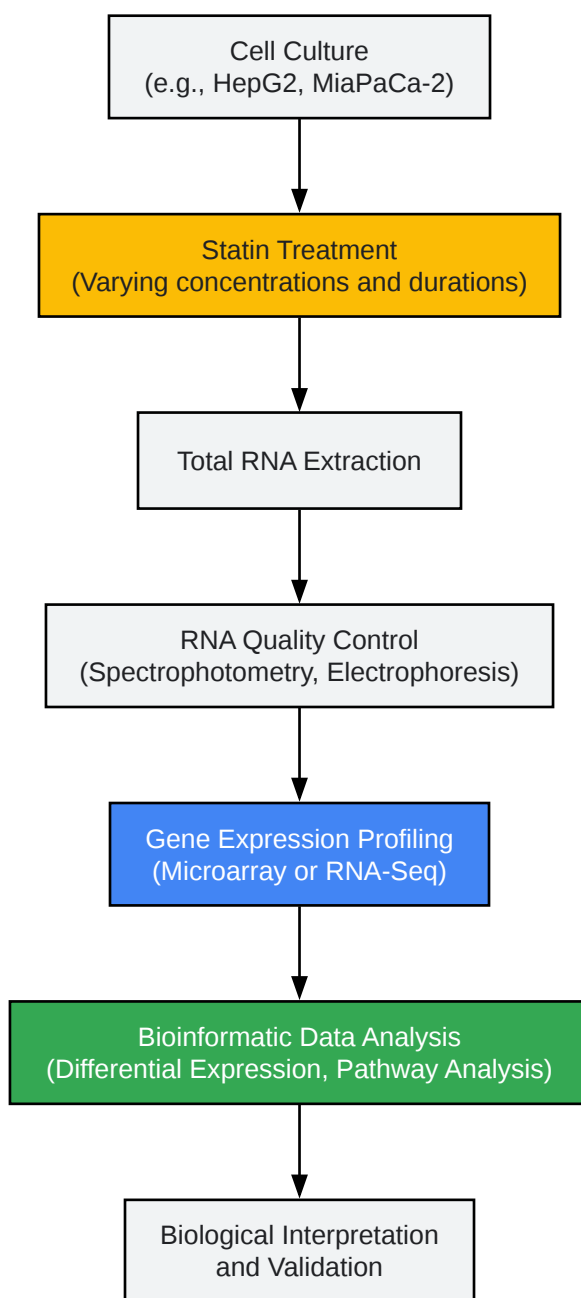 Cell Culture
(e.g., HepG2, MiaPaCa-2)
Statin Treatment
(Varying concentrations and durations)
Total RNA Extraction
RNA Quality Control
(Spectrophotometry, Electrophoresis)
Gene Expression Profiling
(Microarray or RNA-Seq)
Bioinformatic Data Analysis
(Differential Expression, Pathway Analysis)
Biological Interpretation
and Validation